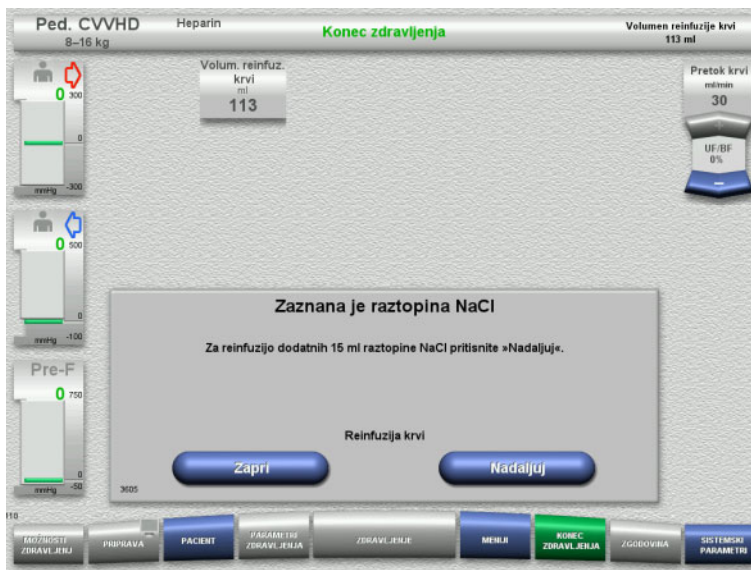 Ped. CVVHD
8–16 kg
Heparin
Konec zdravljenja
Volumen reinfuzije krvi
113 ml
Volum. reinfuz.
krvi
ml
113
Pretok krvi
ml/min
30
UF/BF
0%
0
300
0
mmHg -300
0
500
0
mmHg -100
Pre-F
0
750
0
mmHg -50
Zaznana je raztopina NaCl
Za reinfuzijo dodatnih 15 ml raztopine NaCl pritisnite »Nadaljuj«.
Reinfuzija krvi
Zapri
Nadaljuj
3605
MOŽNOSTI
ZDRAVLJENJ
PRIPRAVA
PACIENT
PARAMETRI
ZDRAVLJENJA
ZDRAVLJENJE
MENIJI
KONEC
ZDRAVLJENJA
ZGODOVINA
SISTEMSKI
PARAMETRI